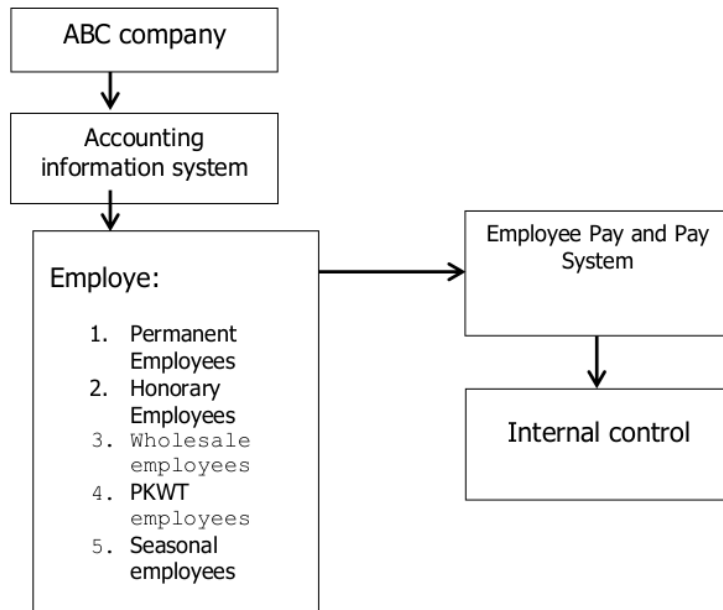 ABC company
Accounting
information system
Employe:
1. Permanent
Employees
2. Honorary
Employees
3. Wholesale
employees
4. PKWT
employees
5. Seasonal
employees
Employee Pay and Pay
System
Internal control